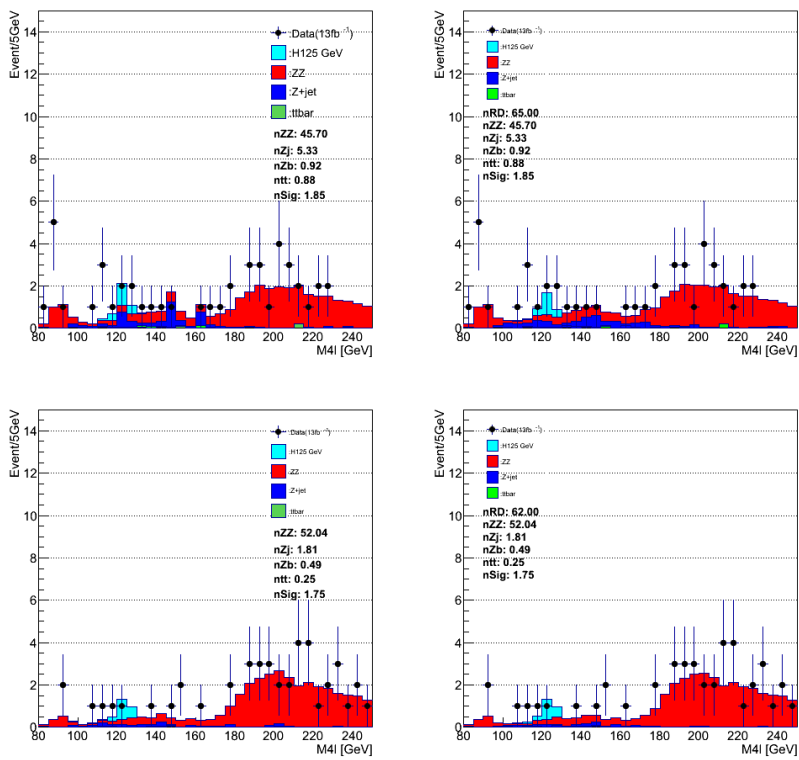 Event/5GeV
14
12
10
8
6
4
2
0
:Data(13fb⁻¹)
:H125 GeV
:ZZ
:Z+jet
:ttbar
nZZ: 45.70
nZj: 5.33
nZb: 0.92
ntt: 0.88
nSig: 1.85
80 100 120 140 160 180 200 220 240
M4l [GeV]
Event/5GeV
14
12
10
8
6
4
2
0
:Data(13fb⁻¹)
:H125 GeV
:ZZ
:Z+jet
:ttbar
nRD: 65.00
nZZ: 45.70
nZj: 5.33
nZb: 0.92
ntt: 0.88
nSig: 1.85
80 100 120 140 160 180 200 220 240
M4l [GeV]
Event/5GeV
14
12
10
8
6
4
2
0
:Data(13fb⁻¹)
:H125 GeV
:ZZ
:Z+jet
:ttbar
nZZ: 52.04
nZj: 1.81
nZb: 0.49
ntt: 0.25
nSig: 1.75
80 100 120 140 160 180 200 220 240
M4l [GeV]
Event/5GeV
14
12
10
8
6
4
2
0
:Data(13fb⁻¹)
:H125 GeV
:ZZ
:Z+jet
:ttbar
nRD: 62.00
nZZ: 52.04
nZj: 1.81
nZb: 0.49
ntt: 0.25
nSig: 1.75
80 100 120 140 160 180 200 220 240
M4l [GeV]